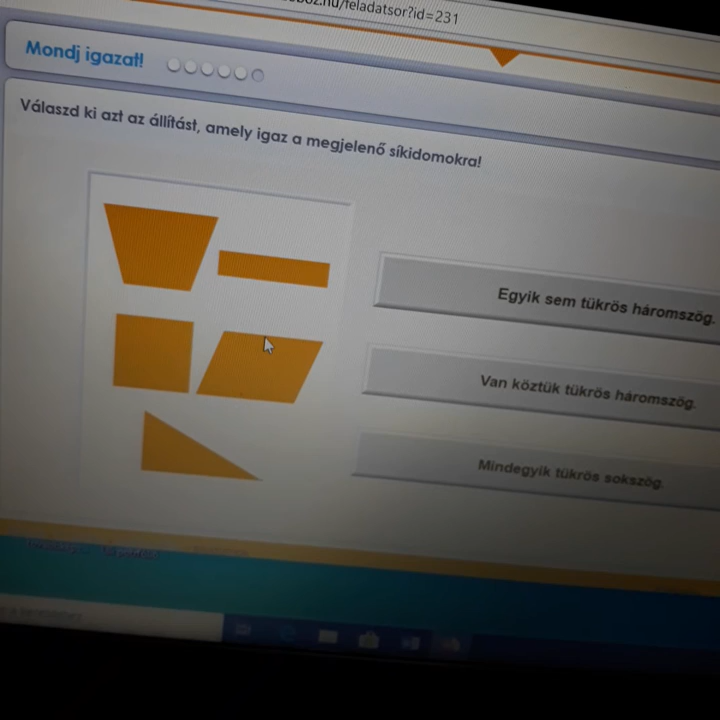 .hu/feladatsor?id=231
Mondj igazat!
Válaszd ki azt az állítást, amely igaz a megjelenő síkidomokra!
Egyik sem tükrös háromszög.
Van köztük tükrös háromszög.
Mindegyik tükrös sokszög.